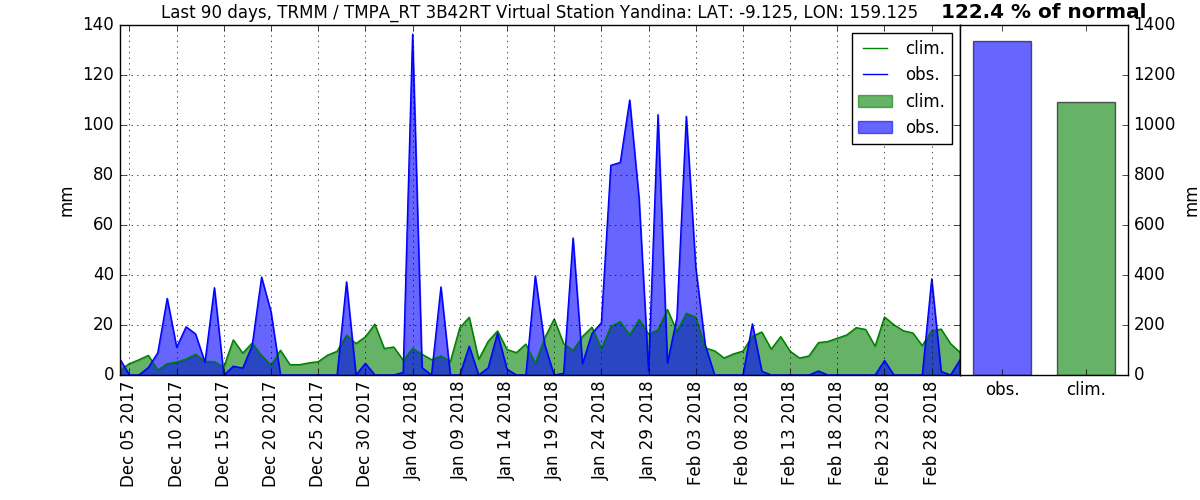 Last 90 days, TRMM / TMPA_RT 3B42RT Virtual Station Yandina: LAT: -9.125, LON: 159.125
122.4 % of normal
140
120
100
80
60
40
20
0
mm
clim.
obs.
clim.
obs.
Dec 05 2017
Dec 10 2017
Dec 15 2017
Dec 20 2017
Dec 25 2017
Dec 30 2017
Jan 04 2018
Jan 09 2018
Jan 14 2018
Jan 19 2018
Jan 24 2018
Jan 29 2018
Feb 03 2018
Feb 08 2018
Feb 13 2018
Feb 18 2018
Feb 23 2018
Feb 28 2018
1400
1200
1000
800
600
400
200
0
mm
obs.
clim.